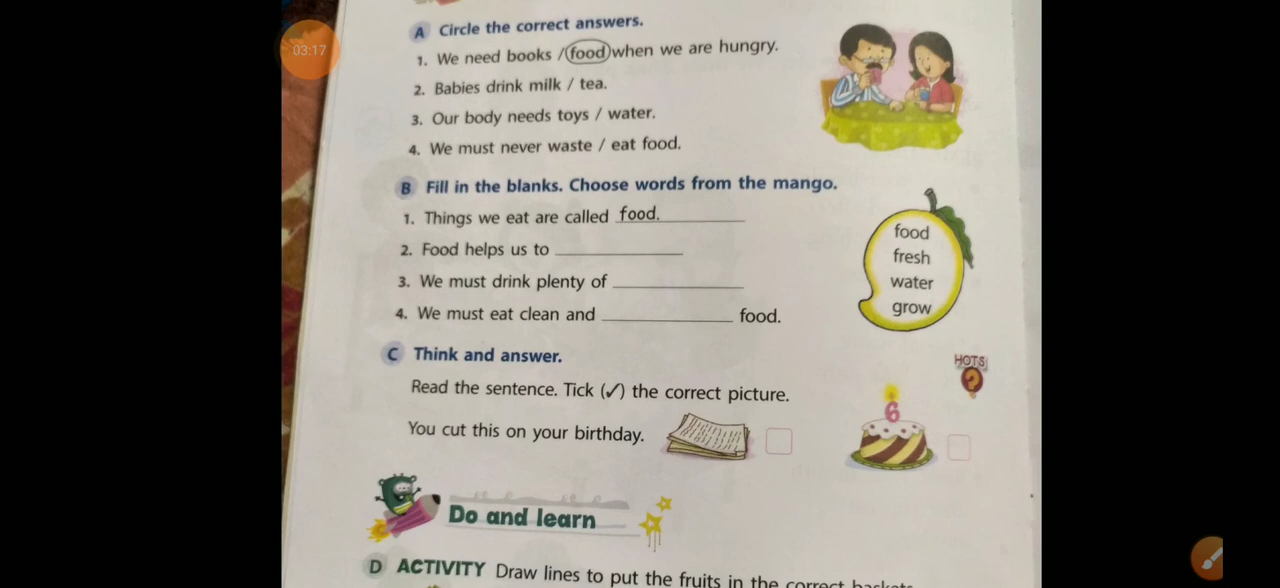 03:17
A Circle the correct answers.
1. We need books / food when we are hungry.
2. Babies drink milk / tea.
3. Our body needs toys / water.
4. We must never waste / eat food.
B Fill in the blanks. Choose words from the mango.
1. Things we eat are called food.
2. Food helps us to
3. We must drink plenty of
4. We must eat clean and ____________ food.
food
fresh
water
grow
C Think and answer.
HOTS
?
Read the sentence. Tick (✓) the correct picture.
You cut this on your birthday.
6
Do and learn
D ACTIVITY Draw lines to put the fruits in the correct baskets